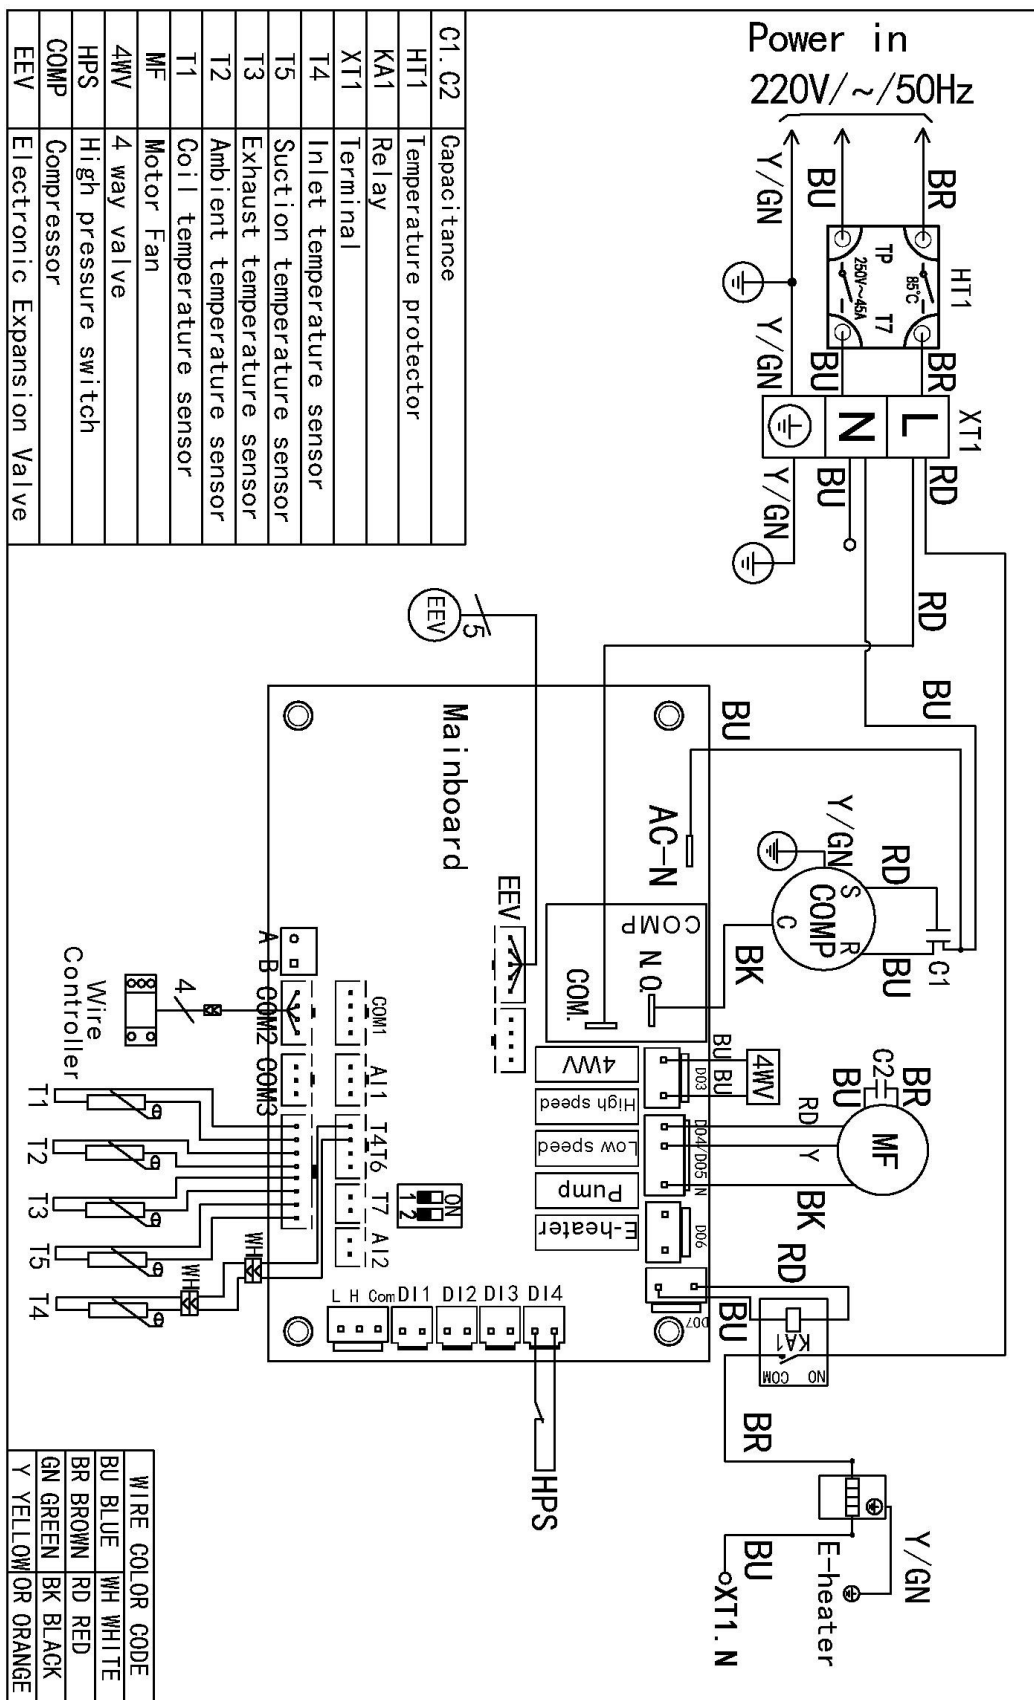 Power in
220V/~/50Hz
C1. C2 Capacitance
HT1 Temperature protector
KA1 Relay
XT1 Terminal
T4 Inlet temperature sensor
T5 Suction temperature sensor
T3 Exhaust temperature sensor
T2 Ambient temperature sensor
T1 Coil temperature sensor
MF Motor Fan
4WV 4 way valve
HPS High pressure switch
COMP Compressor
EEV Electronic Expansion Valve
Y/GN
BU
BR
HT1
TP T7
85℃
250V~45A
Y/GN
BU
BR
XT1
L
N
Y/GN
BU
RD
RD
BU
BU
EEV
5
Mainboard
AC-N
EEV
COMP
N.O.
COM.
Y/GN
RD
S
COMP
C
R
BK
BU
C1
4WV
BU
BU
D03
4WV
High speed
Low speed
D04/D05 N
RD
Y
BK
C2
BU
BR
MF
Pump
D06
E-heater
D07
RD
BU
KA1
COM
NO
BR
BU
XT1. N
E-heater
Y/GN
A B
COM2
COM3
COM1
AI1
T4T6
T7
AI2
ON
1 2
L H Com
DI1
DI2
DI3
DI4
HPS
Wire
Controller
4
T1
T2
T3
T5
T4
WH
WH
WIRE COLOR CODE
BU BLUE WH WHITE
BR BROWN RD RED
GN GREEN BK BLACK
Y YELLOW OR ORANGE